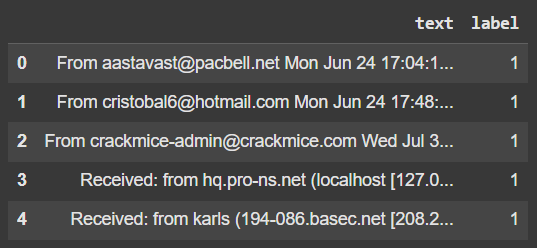 text label
0 From aastavast@pacbell.net Mon Jun 24 17:04:1... 1
1 From cristobal6@hotmail.com Mon Jun 24 17:48:... 1
2 From crackmice-admin@crackmice.com Wed Jul 3... 1
3 Received: from hq.pro-ns.net (localhost [127.0... 1
4 Received: from karls (194-086.basec.net [208.2... 1